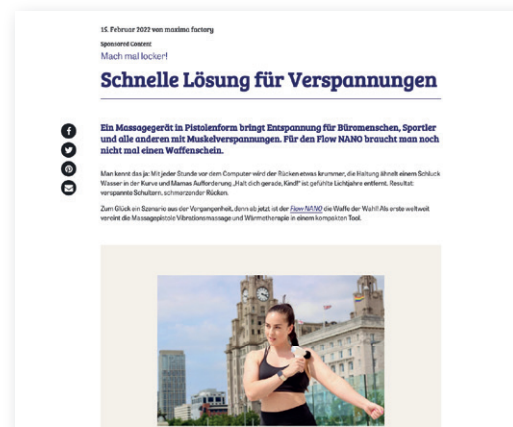 15. Februar 2022 von maxima factory
Sponsored Content
Mach mal locker!
Schnelle Lösung für Verspannungen
Ein Massagegerät in Pistolenform bringt Entspannung für Büromenschen, Sportler
und alle anderen mit Muskelverspannungen. Für den Flow NANO braucht man noch
nicht mal einen Waffenschein.
Man kennt das ja: Mit jeder Stunde vor dem Computer wird der Rücken etwas krummer, die Haltung ähnelt einem Schluck
Wasser in der Kurve und Mamas Aufforderung „Halt dich gerade, Kind!“ ist gefühlte Lichtjahre entfernt. Resultat:
verspannte Schultern, schmerzender Rücken.
Zum Glück ein Szenario aus der Vergangenheit, denn ab jetzt ist der Flow NANO die Waffe der Wahl! Als erste weltweit
vereint die Massagepistole Vibrationsmassage und Wärmetherapie in einem kompakten Tool.